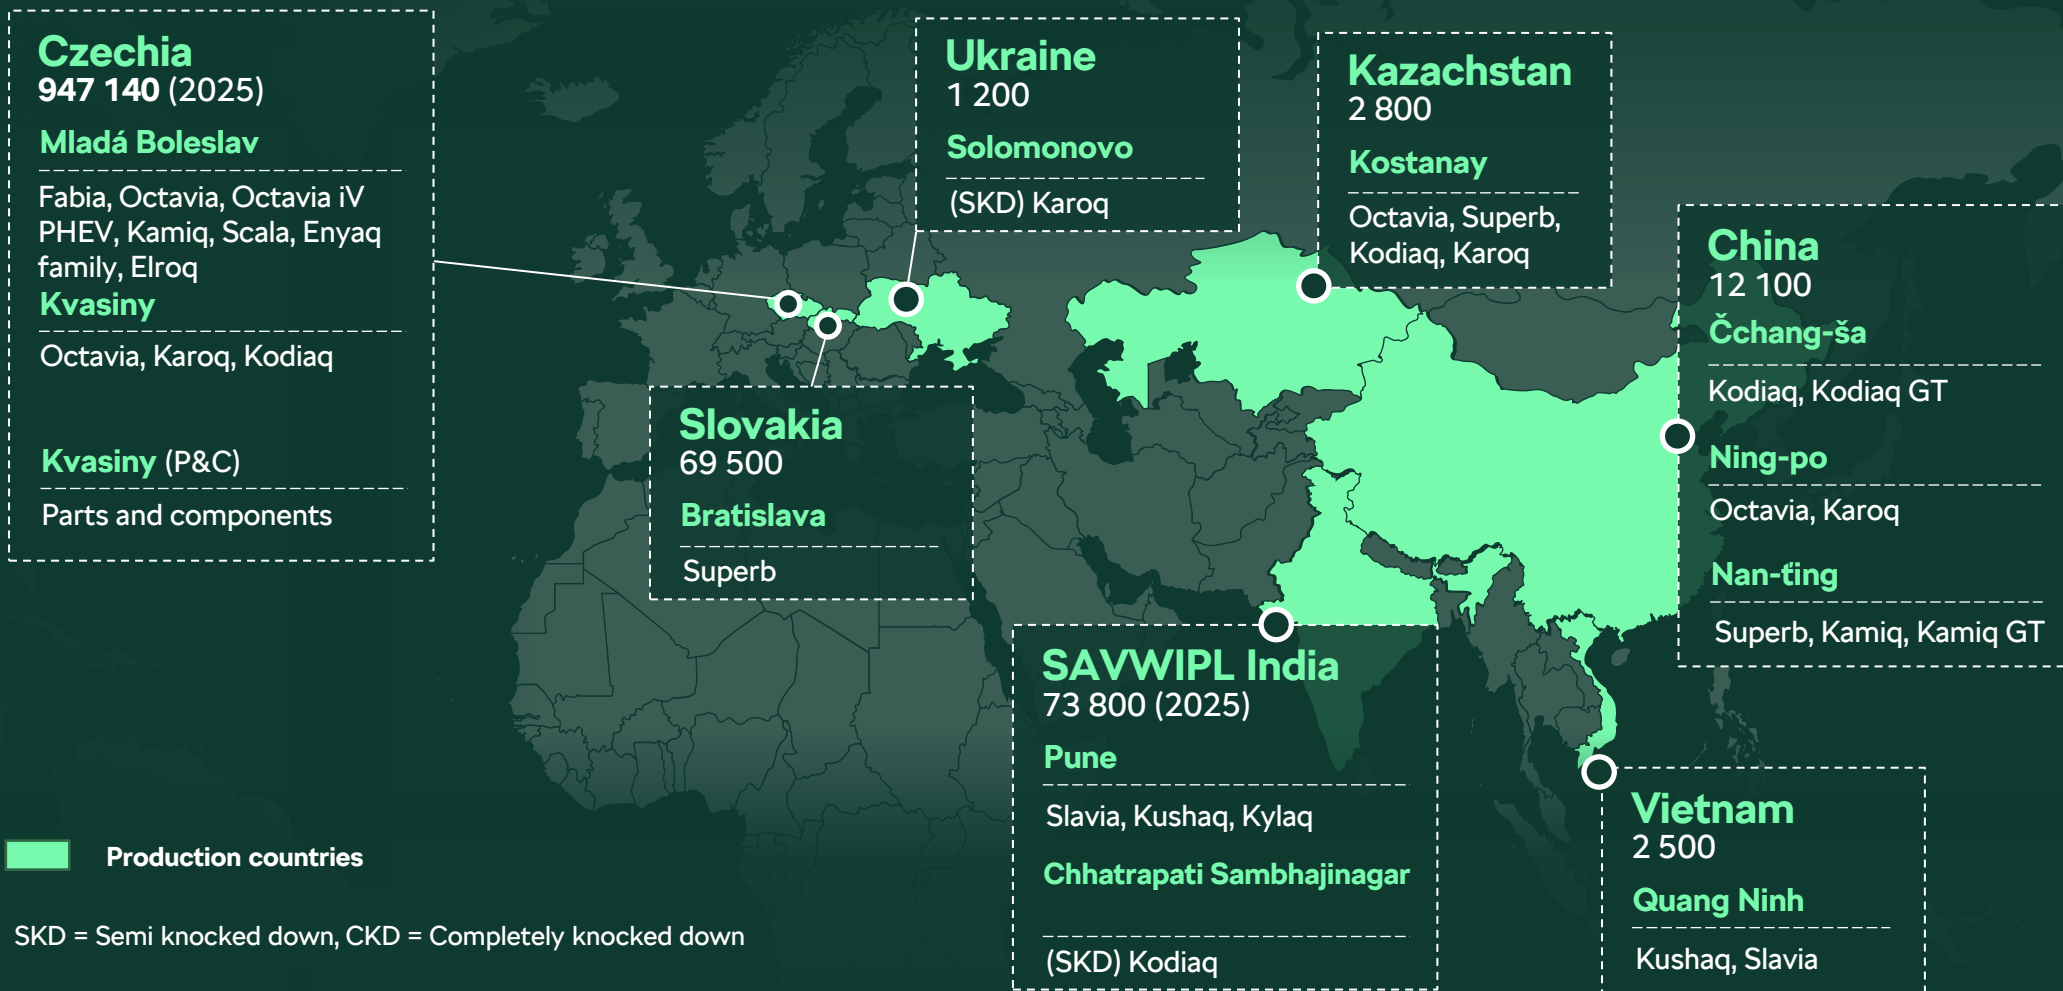 Czechia
947 140 (2025)
Mladá Boleslav
Fabia, Octavia, Octavia iV
PHEV, Kamiq, Scala, Enyaq
family, Elroq
Kvasiny
Octavia, Karoq, Kodiaq
Kvasiny (P&C)
Parts and components
Ukraine
1 200
Solomonovo
(SKD) Karoq
Kazachstan
2 800
Kostanay
Octavia, Superb,
Kodiaq, Karoq
China
12 100
Čchang-ša
Kodiaq, Kodiaq GT
Ning-po
Octavia, Karoq
Nan-ťing
Superb, Kamiq, Kamiq GT
Slovakia
69 500
Bratislava
Superb
SAVWIPL India
73 800 (2025)
Pune
Slavia, Kushaq, Kylaq
Chhatrapati Sambhajinagar
(SKD) Kodiaq
Vietnam
2 500
Quang Ninh
Kushaq, Slavia
Production countries
SKD = Semi knocked down, CKD = Completely knocked down